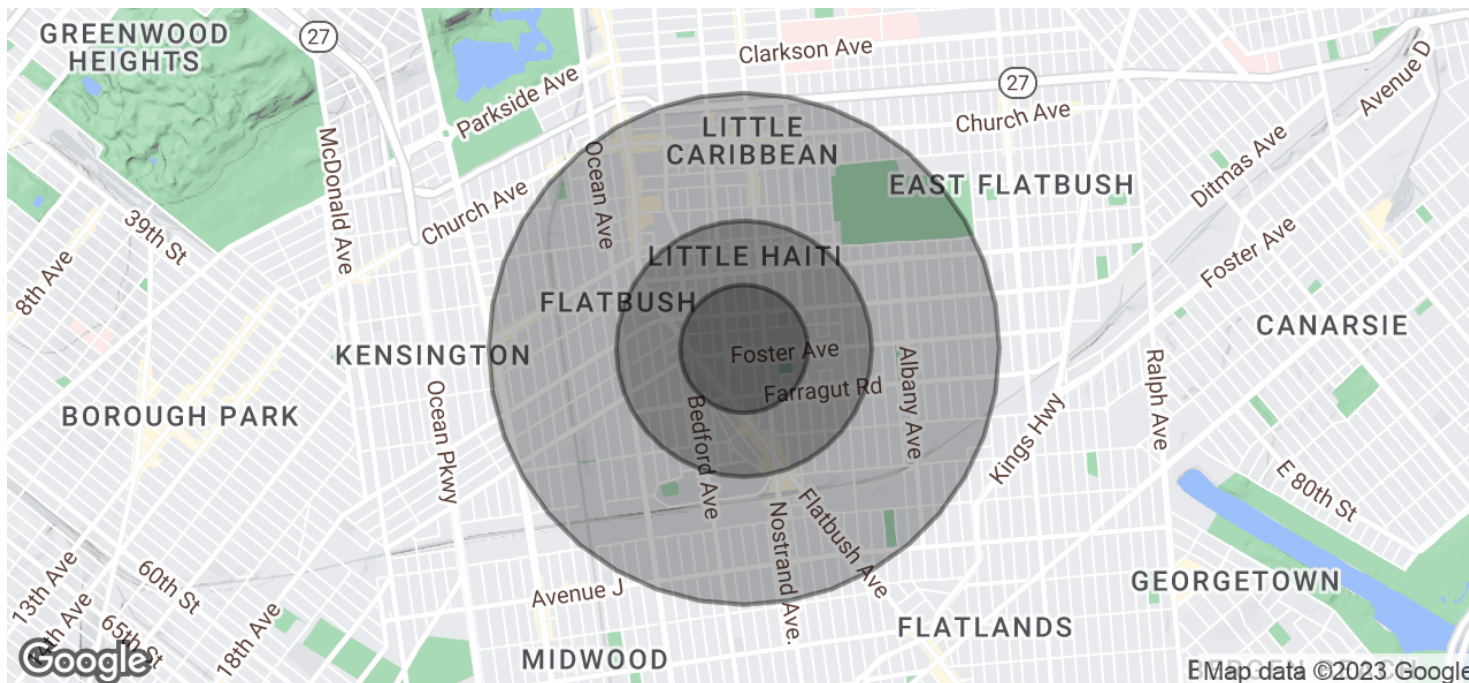 GREENWOOD
HEIGHTS
27
Clarkson Ave
Parkside Ave
27
Avenue D
Church Ave
LITTLE
CARIBBEAN
McDonald Ave
Ocean Ave
EAST FLATBUSH
Ditmas Ave
Church Ave
39th St
8th Ave
LITTLE HAITI
Foster Ave
FLATBUSH
CANARSIE
KENSINGTON
Foster Ave
Farragut Rd
Albany Ave
Ralph Ave
BOROUGH PARK
Ocean Pkwy
Bedford Ave
Kings Hwy
E 80th St
Nostrand Ave.
Flatbush Ave
13th Ave
60th St
Avenue J
GEORGETOWN
14th Ave
65th St
18th Ave
FLATLANDS
MIDWOOD
Google
Map data ©2023 Google